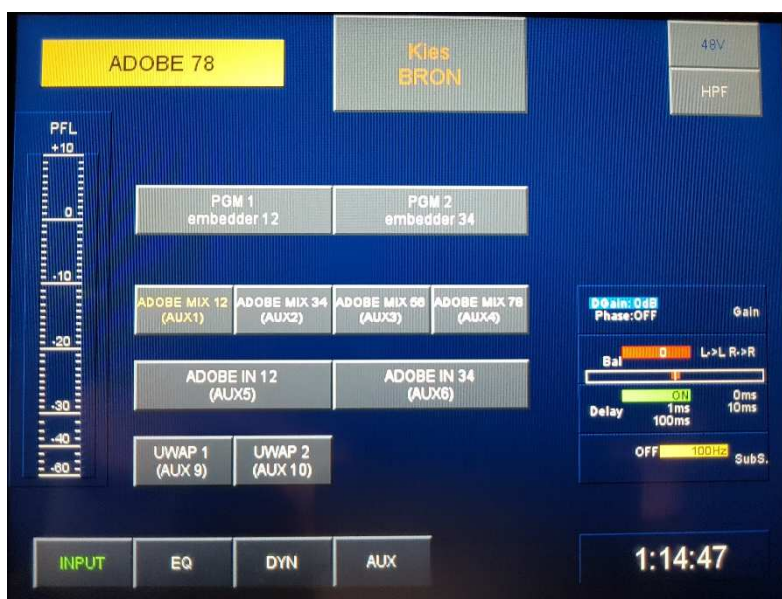 ADOBE 78
Kies
BRON
48V
HPF
PFL
+10
0
-10
-20
-30
-40
-60
PGM 1
embedder 12
PGM 2
embedder 34
ADOBE MIX 12
(AUX1)
ADOBE MIX 34
(AUX2)
ADOBE MIX 56
(AUX3)
ADOBE MIX 78
(AUX4)
ADOBE IN 12
(AUX5)
ADOBE IN 34
(AUX6)
UWAP 1
(AUX 9)
UWAP 2
(AUX 10)
DGain: 0dB
Phase:OFF
Gain
Bal
0
L->L R->R
Delay
ON
0ms
1ms
10ms
100ms
OFF
100Hz
SubS.
INPUT
EQ
DYN
AUX
1:14:47